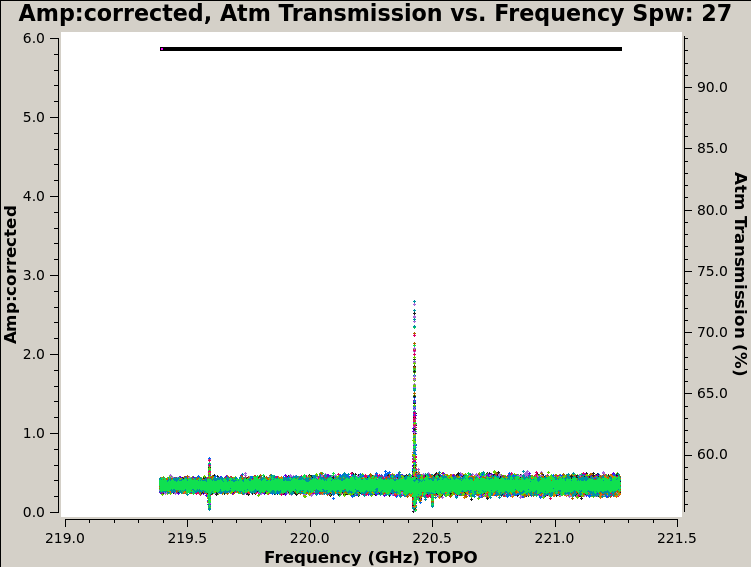 Amp:corrected, Atm Transmission vs. Frequency Spw: 27
6.0
5.0
4.0
3.0
2.0
1.0
0.0
Amp:corrected
90.0
85.0
80.0
75.0
70.0
65.0
60.0
Atm Transmission (%)
219.0 219.5 220.0 220.5 221.0 221.5
Frequency (GHz) TOPO